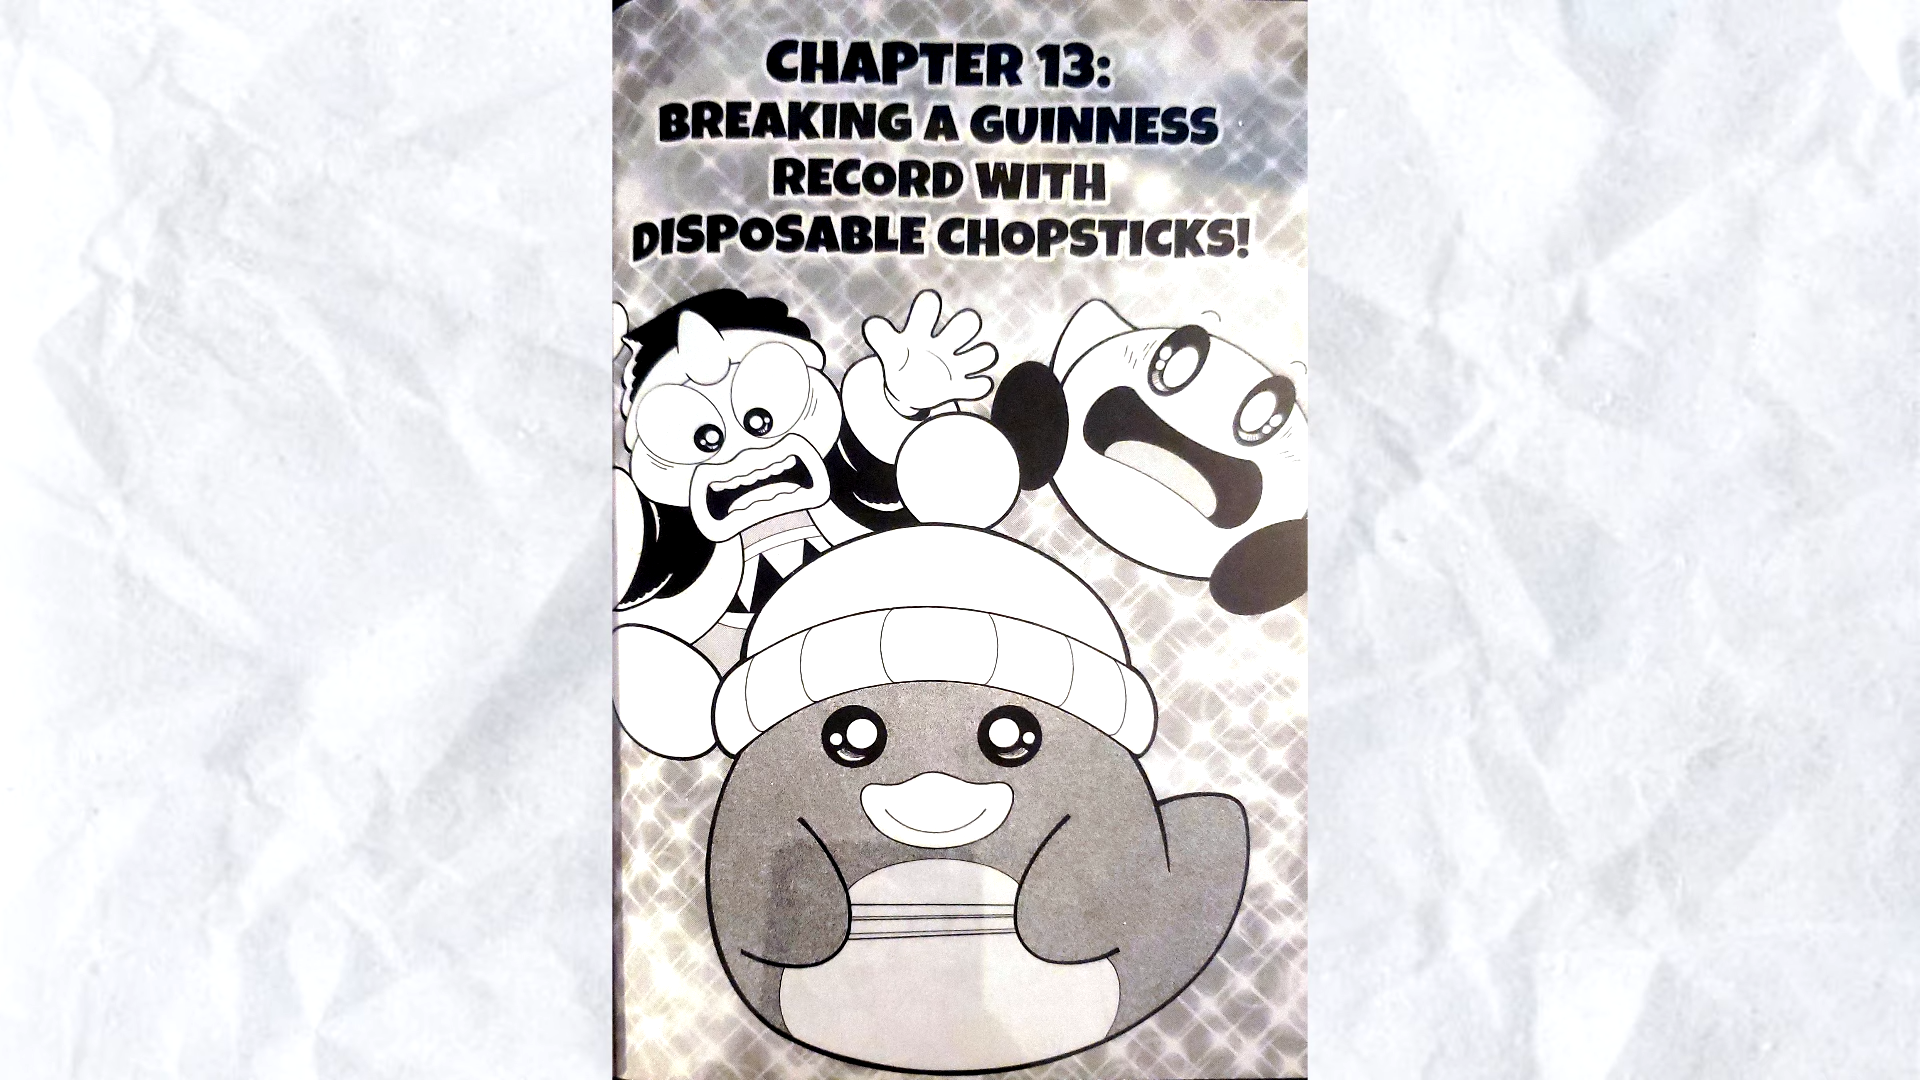 CHAPTER 13:
BREAKING A GUINNESS
RECORD WITH
DISPOSABLE CHOPSTICKS!